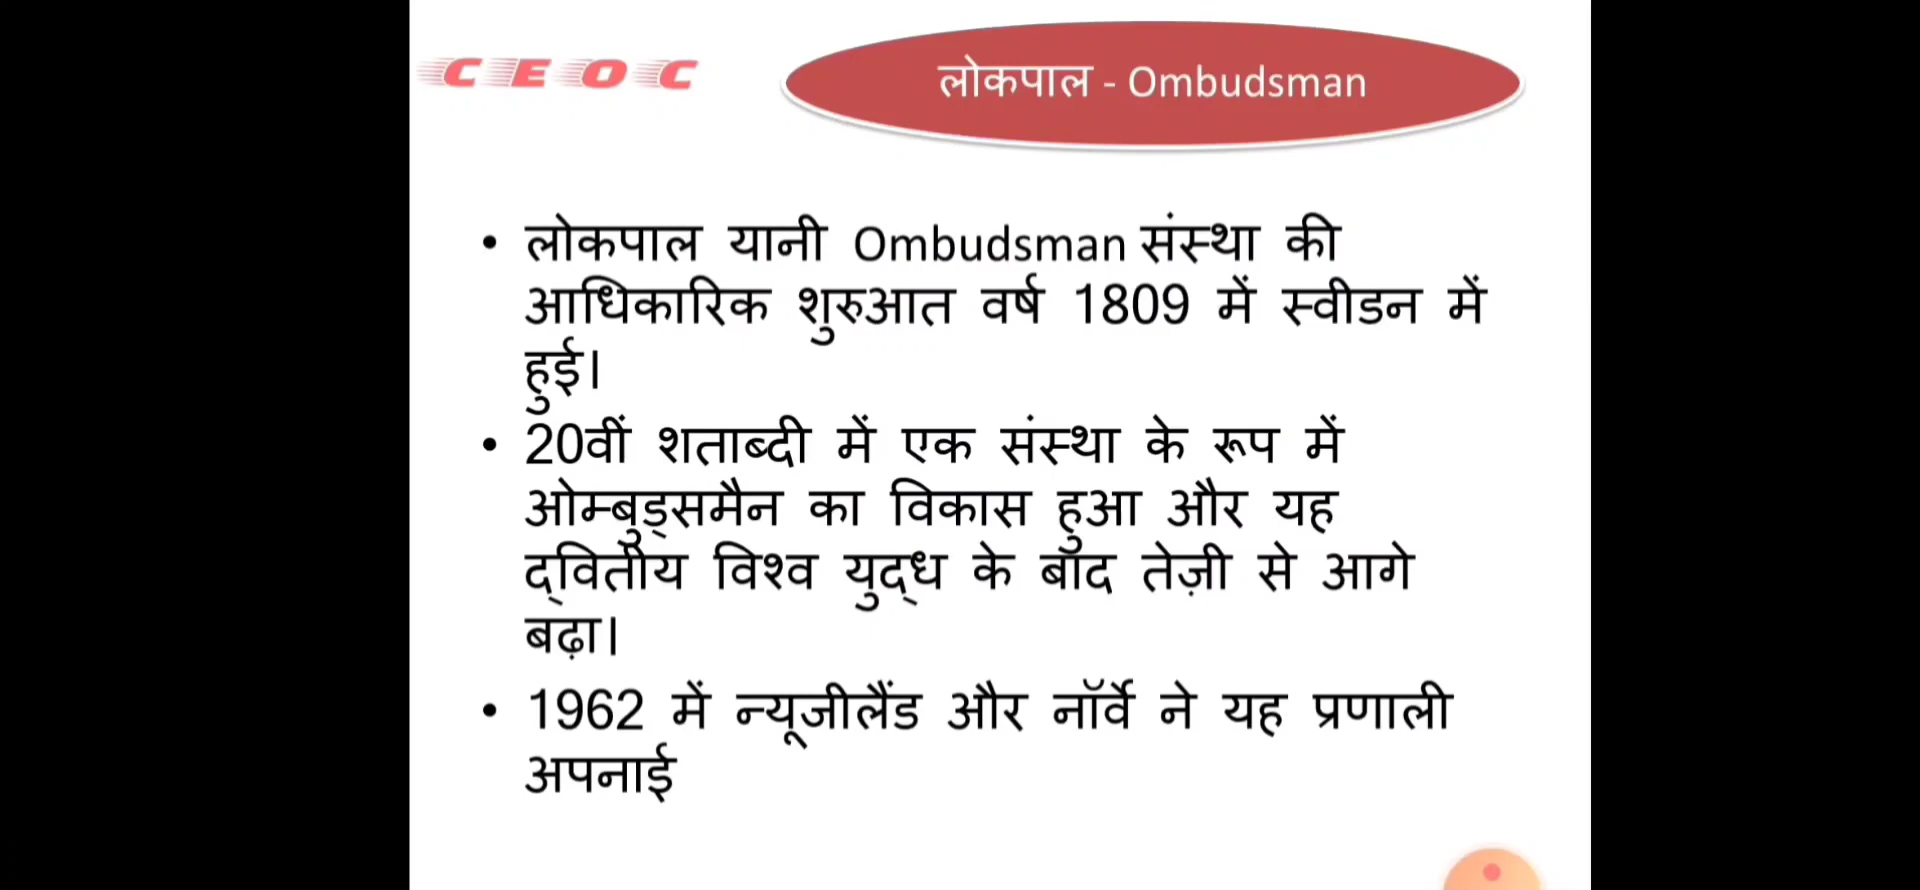 C E O C
लोकपाल - Ombudsman
• लोकपाल यानी Ombudsman संस्था की
आधिकारिक शुरुआत वर्ष 1809 में स्वीडन में
हुई।
• 20वीं शताब्दी में एक संस्था के रूप में
ओम्बुड्समैन का विकास हुआ और यह
द्वितीय विश्व युद्ध के बाद तेज़ी से आगे
बढ़ा।
• 1962 में न्यूजीलैंड और नॉर्वे ने यह प्रणाली
अपनाई